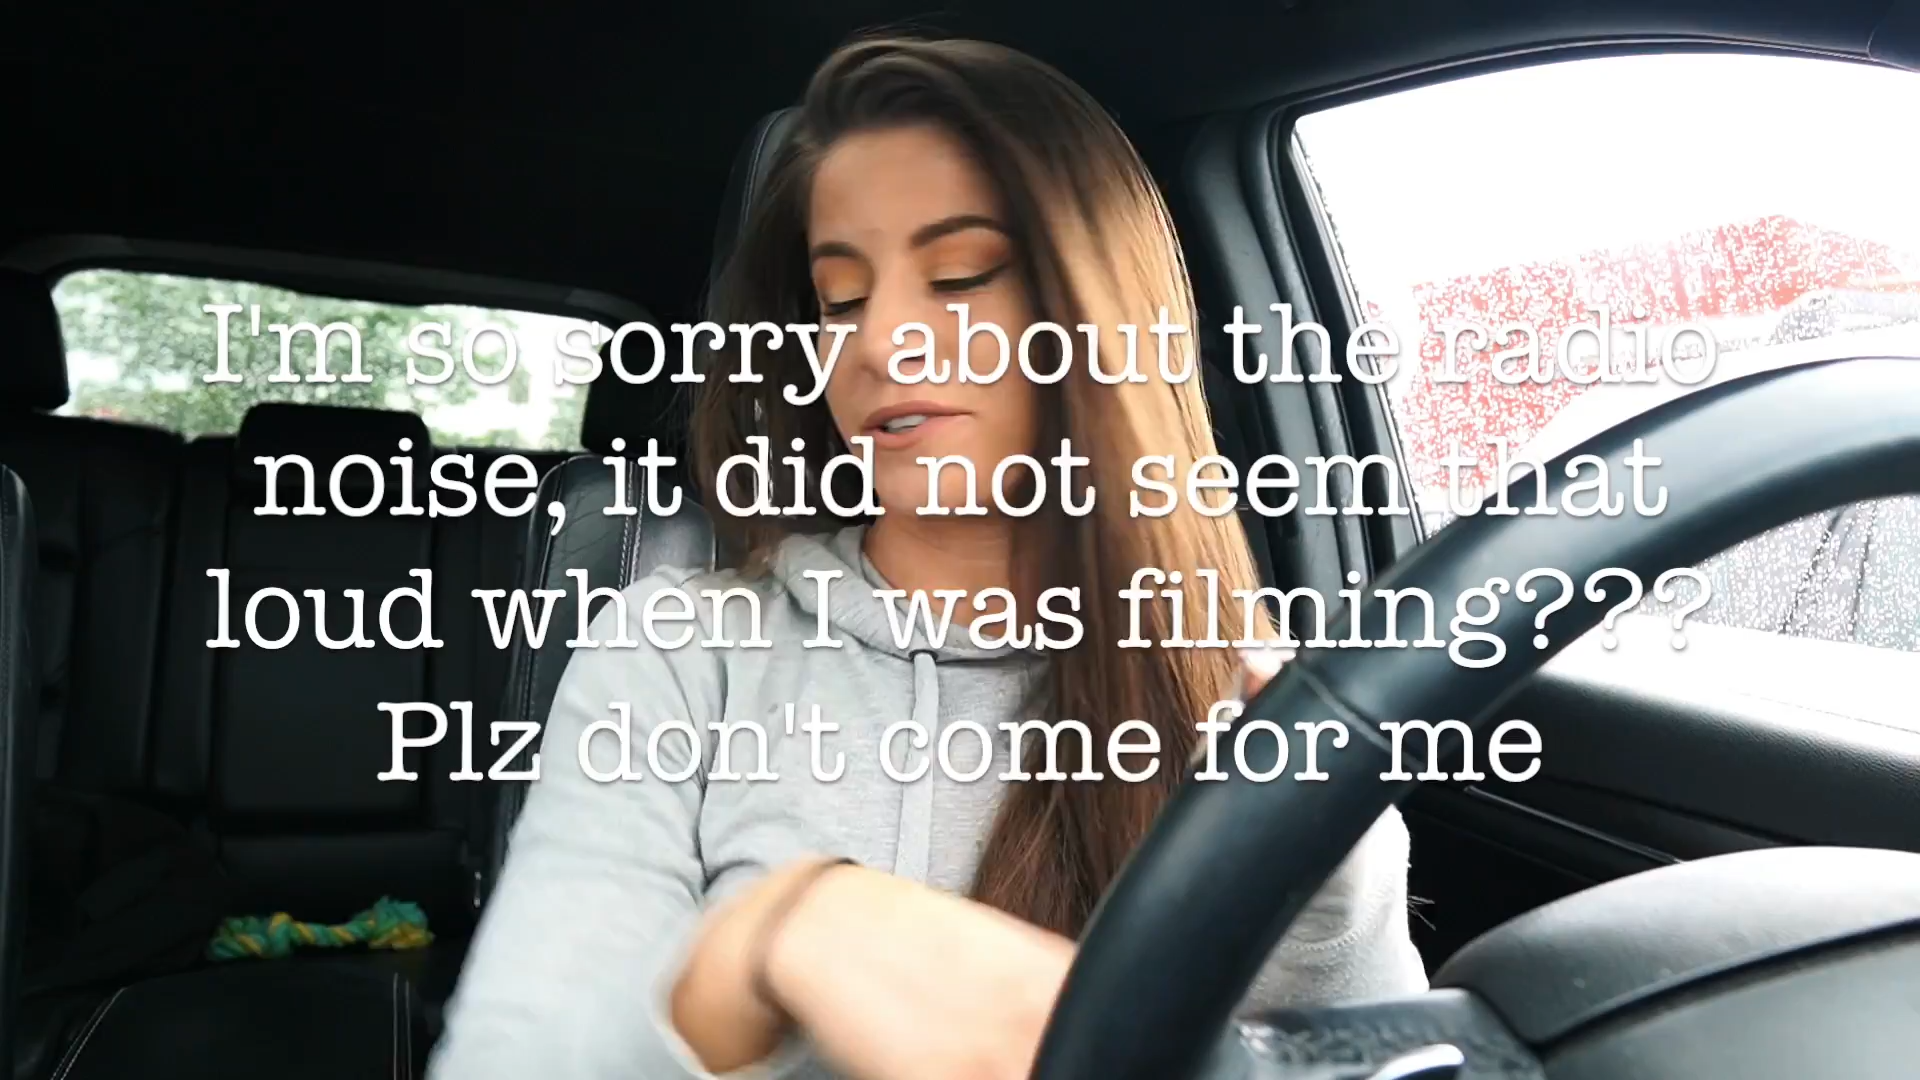 I'm so sorry about the radio
noise, it did not seem that
loud when I was filming???
Plz don't come for me